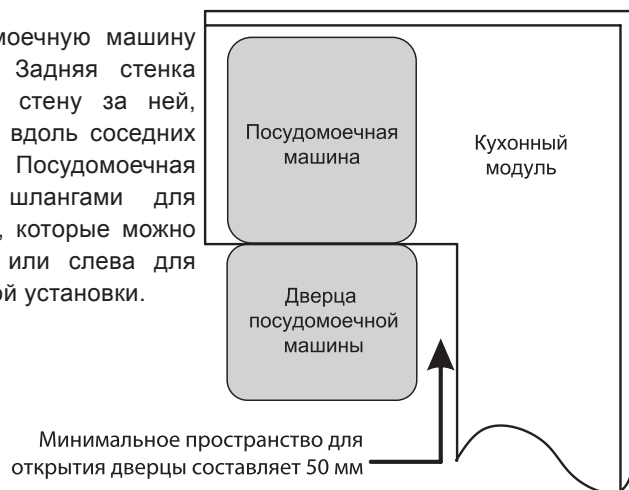 моечную машину
Задняя стенка
стену за ней,
вдоль соседних
Посудомоечная
шлангами для
, которые можно
или слева для
ой установки.
Посудомоечная
машина
Кухонный
модуль
Дверца
посудомоечной
машины
Минимальное пространство для
открытия дверцы составляет 50 мм